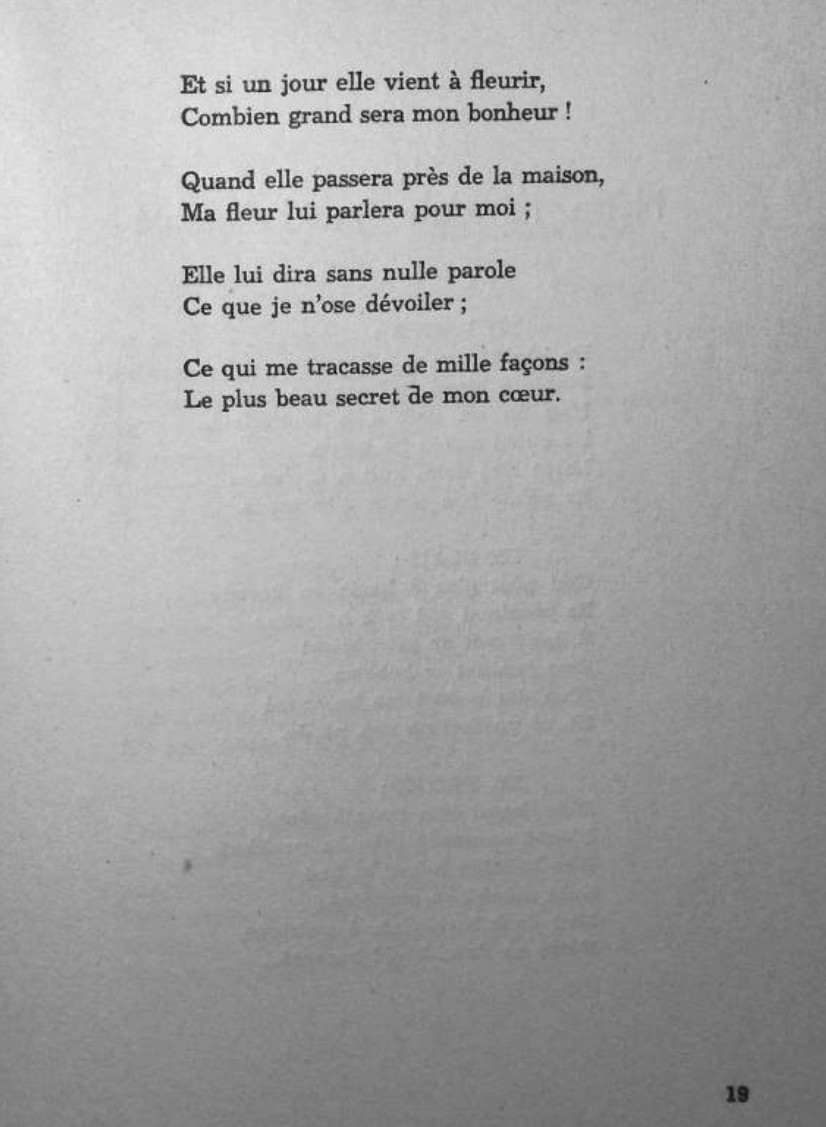 Et si un jour elle vient à fleurir,
Combien grand sera mon bonheur !
Quand elle passera près de la maison,
Ma fleur lui parlera pour moi ;
Elle lui dira sans nulle parole
Ce que je n'ose dévoiler ;
Ce qui me tracasse de mille façons :
Le plus beau secret de mon cœur.
19